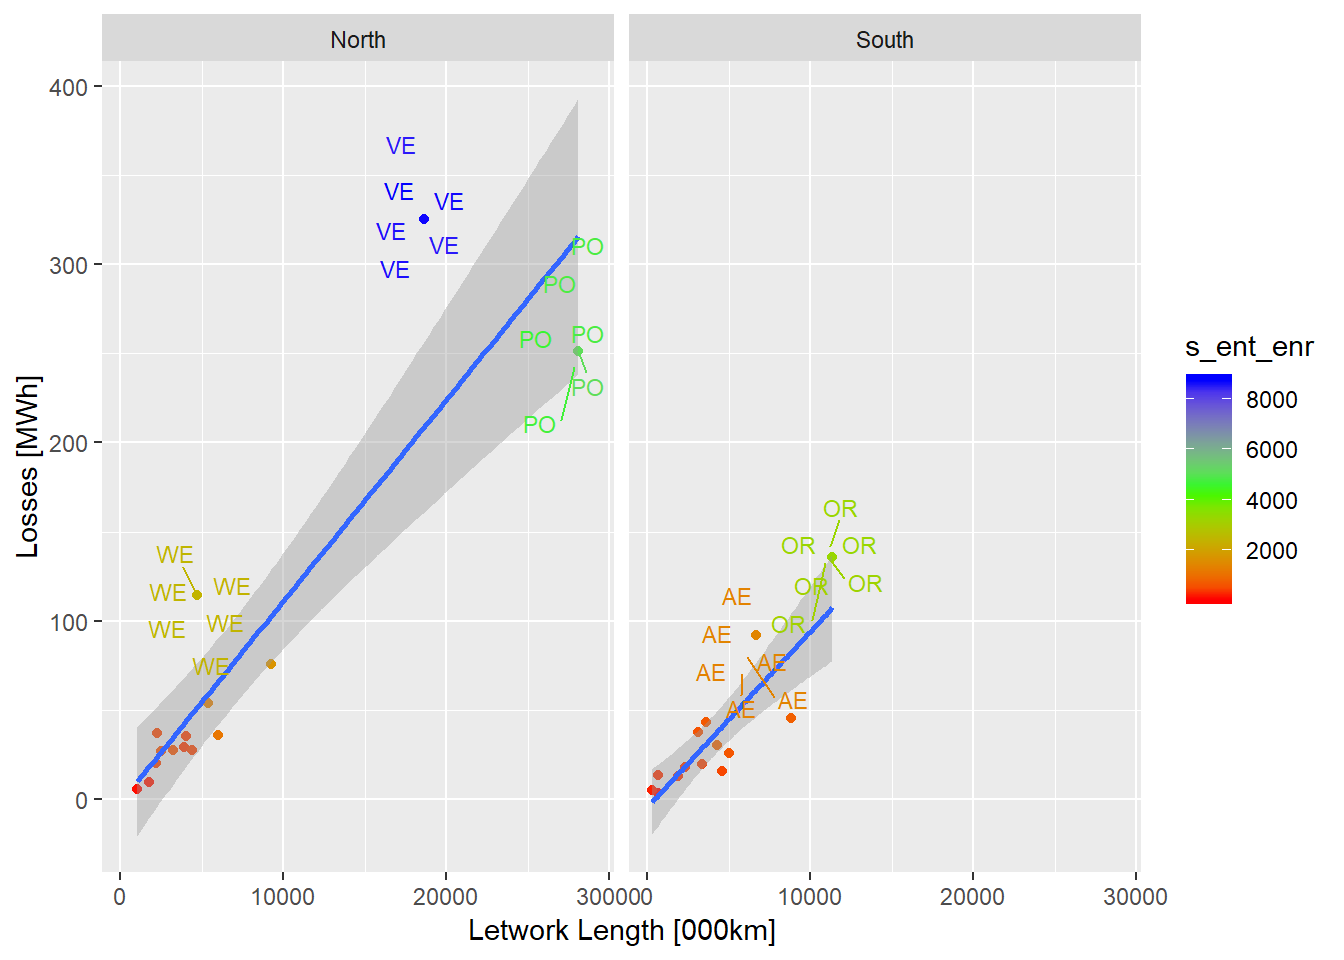 North South
400
300
200
100
0
Losses [MWh]
VE
VE
VE
VE
VE
VE
PO
PO
PO
PO
PO
PO
WE
WE
WE
WE
WE
WE
OR
OR
OR
OR
OR
OR
AE
AE
AE
AE
AE
AE
0 10000 20000 30000 0 10000 20000 30000
Letwork Length [000km]
s_ent_enr
8000
6000
4000
2000